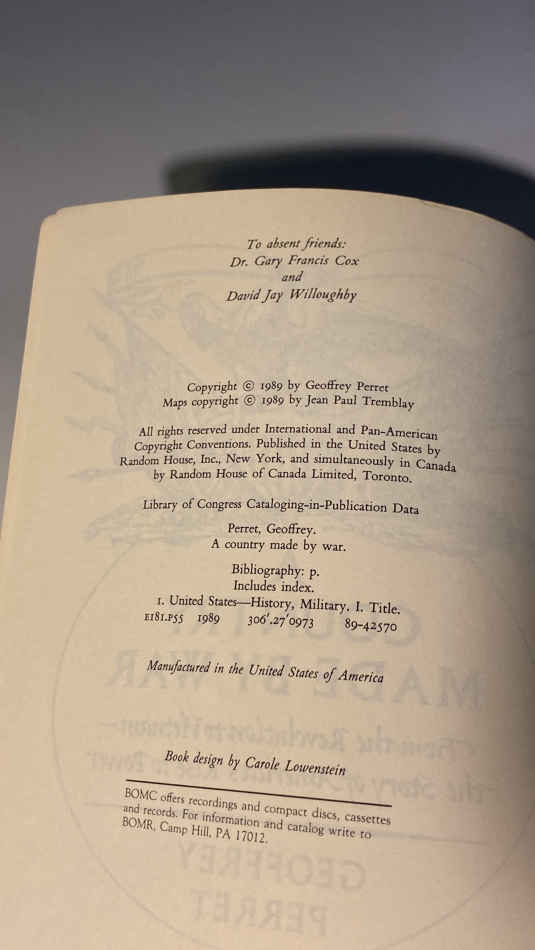 To absent friends:
Dr. Gary Francis Cox
and
David Jay Willoughby
Copyright © 1989 by Geoffrey Perret
Maps copyright © 1989 by Jean Paul Tremblay
All rights reserved under International and Pan-American
Copyright Conventions. Published in the United States by
Random House, Inc., New York, and simultaneously in Canada
by Random House of Canada Limited, Toronto.
Library of Congress Cataloging-in-Publication Data
Perret, Geoffrey.
A country made by war.
Bibliography: p.
Includes index.
1. United States—History, Military. I. Title.
E181.P55 1989 306′.27′0973 89-42570
Manufactured in the United States of America
Book design by Carole Lowenstein
BOMC offers recordings and compact discs, cassettes
and records. For information and catalog write to
BOMR, Camp Hill, PA 17012.
MADE BY WAR
GEOFFREY
PERRET